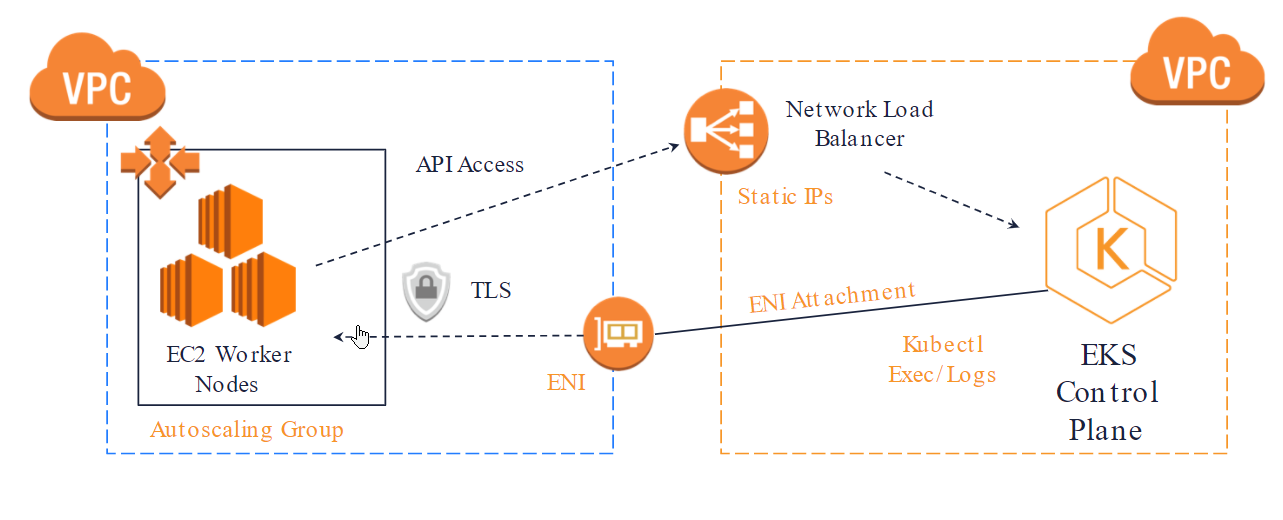 VPC
VPC
Network Load
Balancer
API Access
Static IPs
TLS
ENI Attachment
K
EC2 Worker
Nodes
ENI
Kubectl
Exec/Logs
EKS
Control
Plane
Autoscaling Group